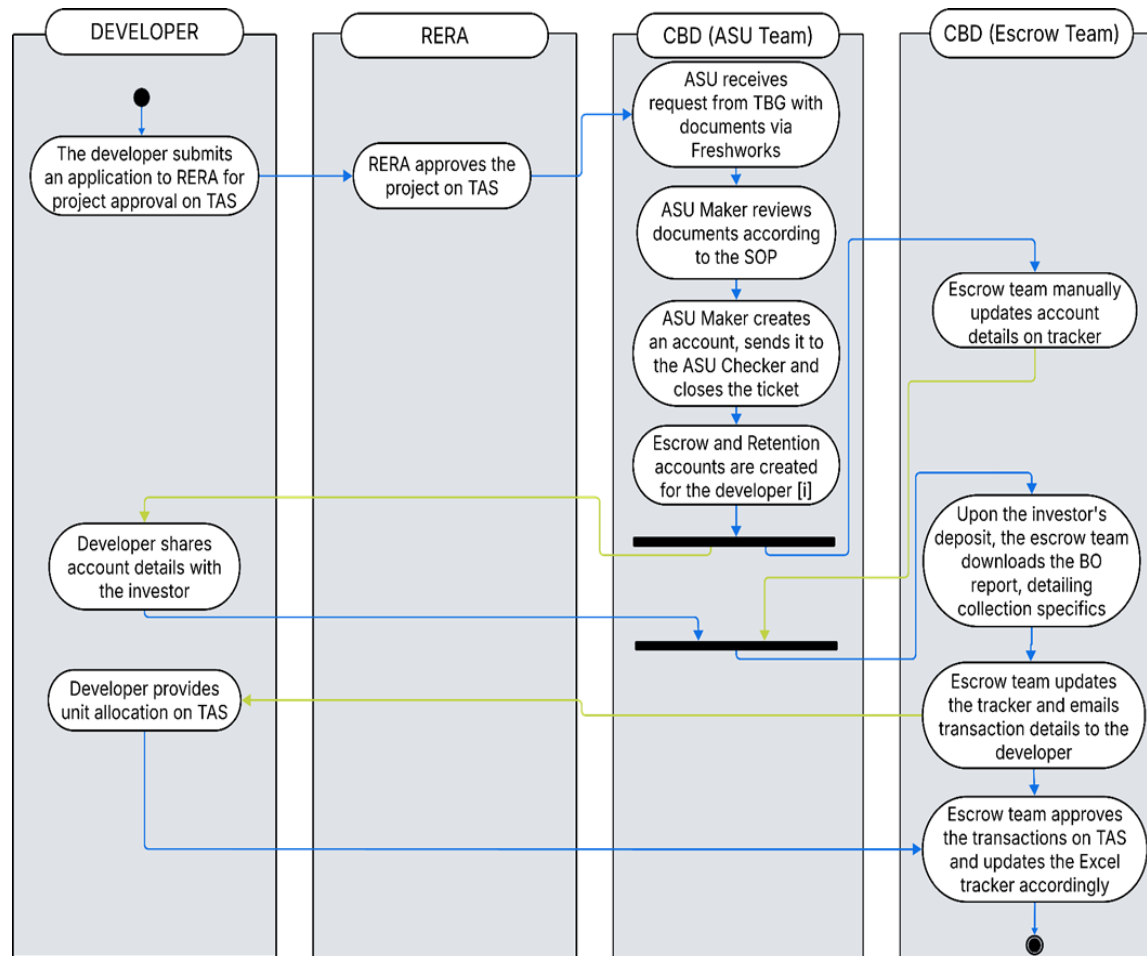 DEVELOPER
RERA
CBD (ASU Team)
CBD (Escrow Team)
The developer submits
an application to RERA for
project approval on TAS
RERA approves the
project on TAS
ASU receives
request from TBG with
documents via
Freshworks
ASU Maker reviews
documents according
to the SOP
Escrow team manually
updates account
details on tracker
ASU Maker creates
an account, sends it to
the ASU Checker and
closes the ticket
Escrow and Retention
accounts are created
for the developer [i]
Developer shares
account details with
the investor
Upon the investor's
deposit, the escrow team
downloads the BO
report, detailing
collection specifics
Developer provides
unit allocation on TAS
Escrow team updates
the tracker and emails
transaction details to the
developer
Escrow team approves
the transactions on TAS
and updates the Excel
tracker accordingly